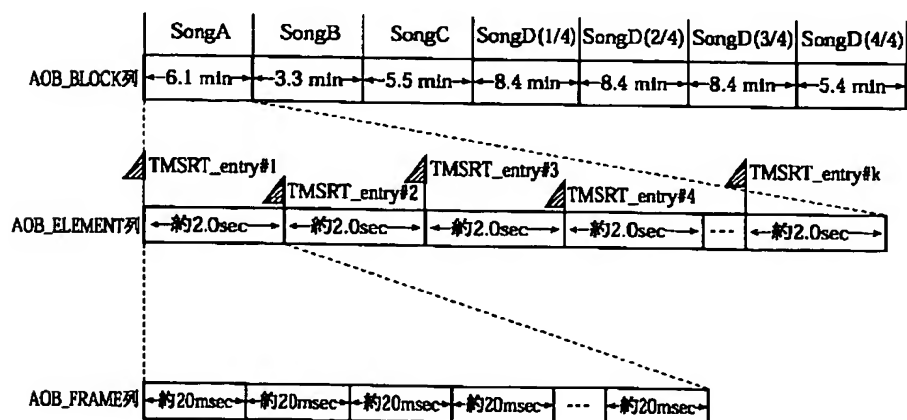 SongA SongB SongC SongD(1/4) SongD(2/4) SongD(3/4) SongD(4/4)
AOB_BLOCK列 6.1 min 3.3 min 5.5 min 8.4 min 8.4 min 8.4 min 5.4 min
TMSRT_entry#1 TMSRT_entry#3 TMSRT_entry#k
TMSRT_entry#2 TMSRT_entry#4
AOB_ELEMENT列 約2.0sec 約2.0sec 約2.0sec 約2.0sec --- 約2.0sec
AOB_FRAME列 約20msec 約20msec 約20msec 約20msec --- 約20msec